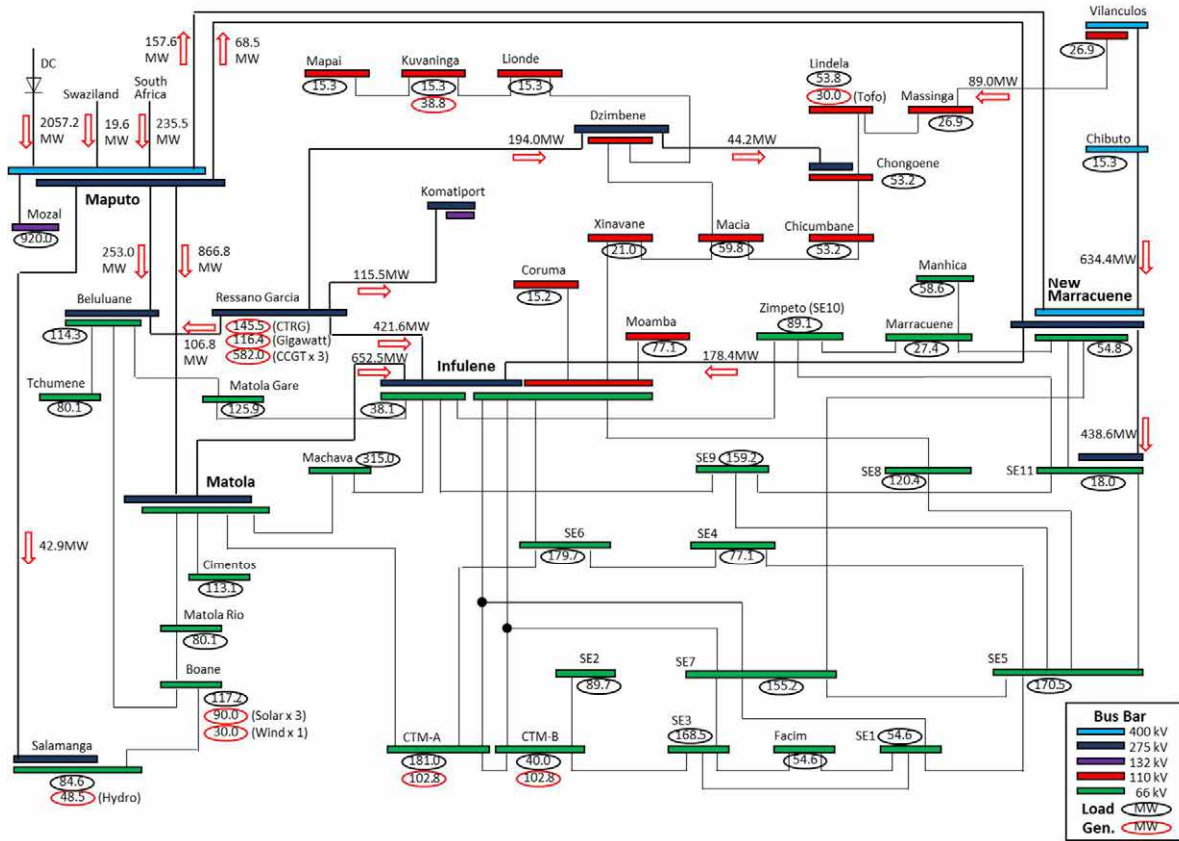 157.6
MW
68.5
MW
DC
Swaziland
South
Africa
2057.2
MW
19.6
MW
235.5
MW
Maputo
Mozal
920.0
Mapai
15.3
Kuvaninga
15.3
38.8
Lionde
15.3
Dzimbene
194.0MW
44.2MW
Lindela
53.8
30.0 (Tofo)
Massinga
26.9
89.0MW
Vilanculos
26.9
Chibuto
15.3
Chongoene
53.2
Komatiport
Xinavane
21.0
Macia
59.8
Chicumbane
53.2
253.0
MW
866.8
MW
115.5MW
Coruma
15.2
Manhica
58.6
634.4MW
New
Marracuene
Beluluane
114.3
Ressano Garcia
145.5 (CTRG)
116.4 (Gigawatt)
582.0 (CCGT x 3)
106.8
MW
421.6MW
652.5MW
Moamba
77.1
Zimpeto (SE10)
89.1
Marracuene
27.4
54.8
Infulene
178.4MW
Tchumene
80.1
Matola Gare
125.9
38.1
438.6MW
Machava 315.0
SE9 159.2
SE8
120.4
SE11
18.0
Matola
42.9MW
SE6
179.7
SE4
77.1
Cimentos
113.1
Matola Rio
80.1
Boane
117.2
90.0 (Solar x 3)
30.0 (Wind x 1)
SE2
89.7
SE7
155.2
SE5
170.5
Salamanga
84.6
48.5 (Hydro)
CTM-A
181.0
102.8
CTM-B
40.0
102.8
SE3
168.5
Facim
54.6
SE1 54.6
Bus Bar
400 kV
275 kV
132 kV
110 kV
66 kV
Load MW
Gen. MW